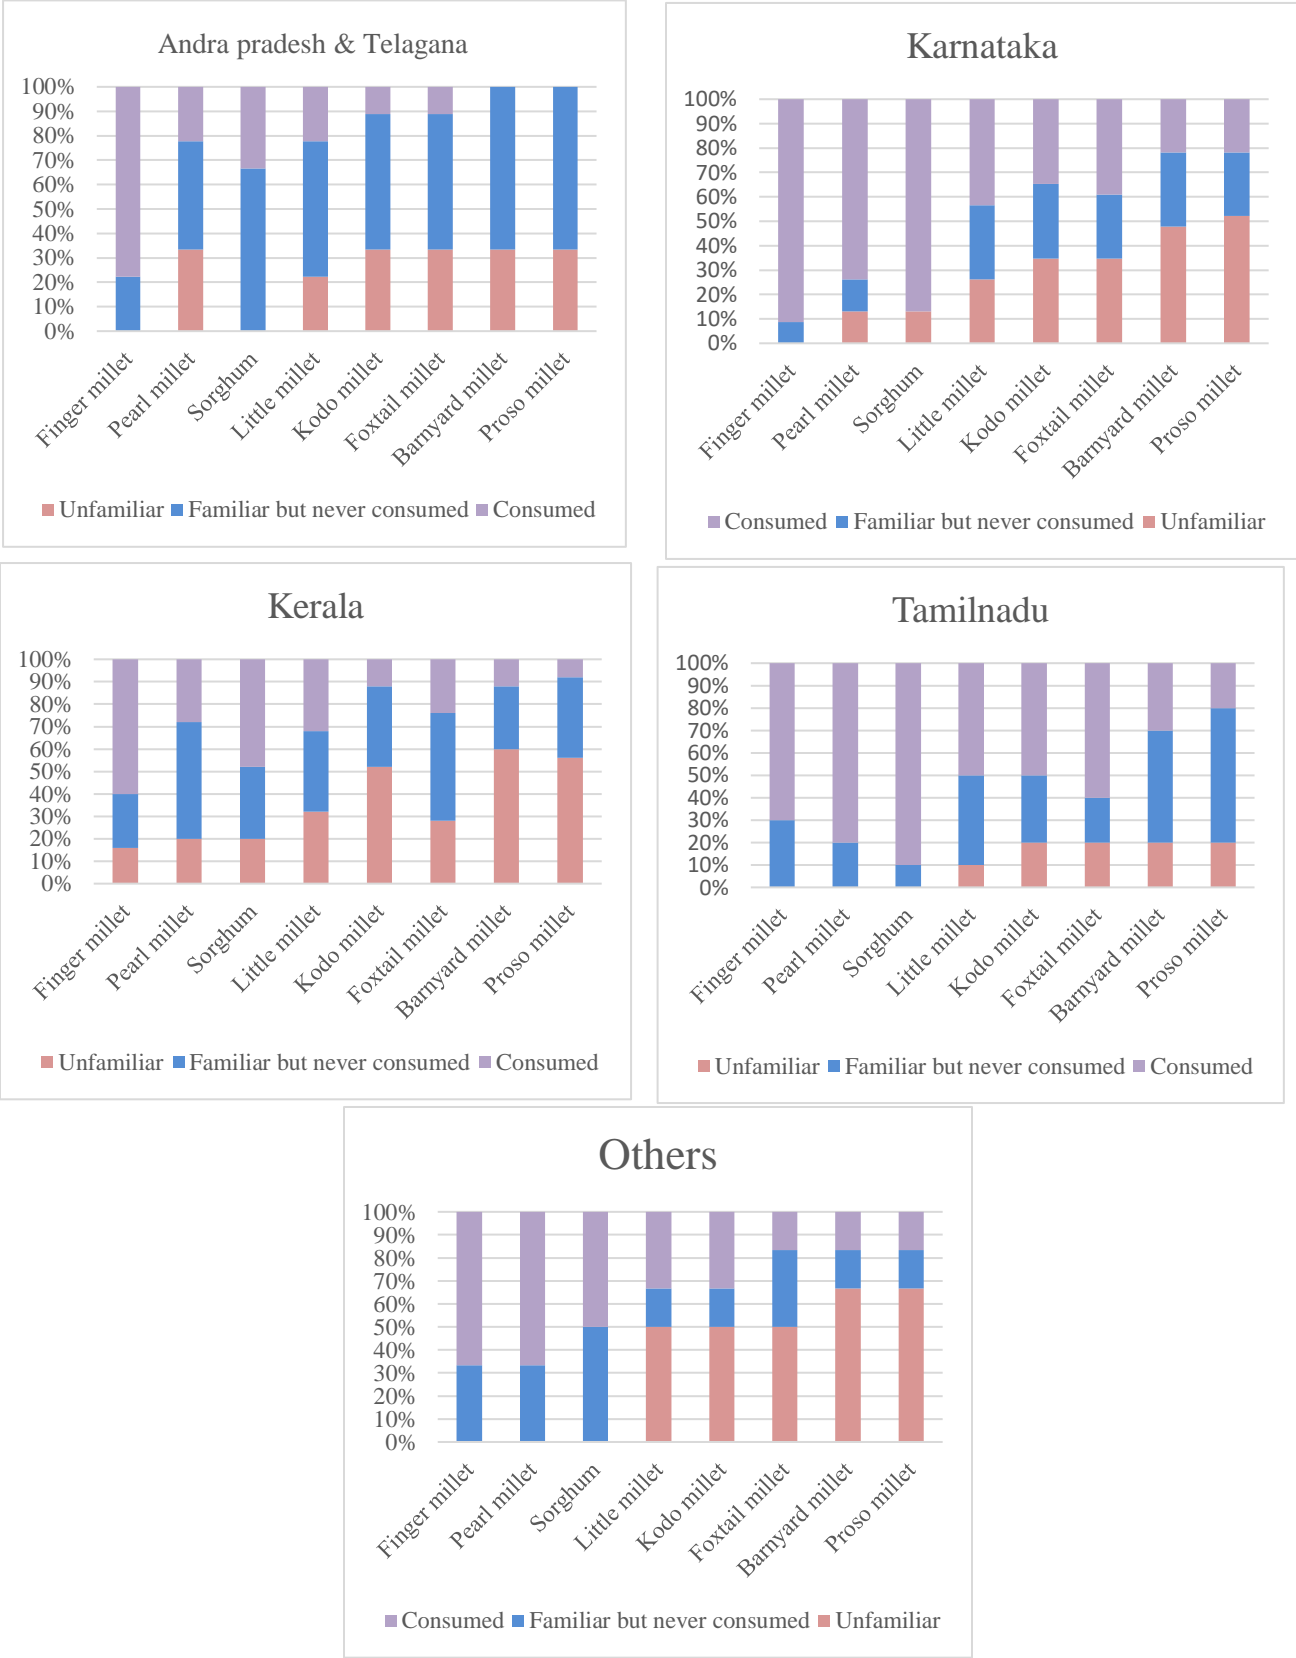 Andra pradesh & Telagana
100%
90%
80%
70%
60%
50%
40%
30%
20%
10%
0%
Finger millet
Pearl millet
Sorghum
Little millet
Kodo millet
Foxtail millet
Barnyard millet
Proso millet
Unfamiliar Familiar but never consumed Consumed
Karnataka
100%
90%
80%
70%
60%
50%
40%
30%
20%
10%
0%
Finger millet
Pearl millet
Sorghum
Little millet
Kodo millet
Foxtail millet
Barnyard millet
Proso millet
Consumed Familiar but never consumed Unfamiliar
Kerala
100%
90%
80%
70%
60%
50%
40%
30%
20%
10%
0%
Finger millet
Pearl millet
Sorghum
Little millet
Kodo millet
Foxtail millet
Barnyard millet
Proso millet
Unfamiliar Familiar but never consumed Consumed
Tamilnadu
100%
90%
80%
70%
60%
50%
40%
30%
20%
10%
0%
Finger millet
Pearl millet
Sorghum
Little millet
Kodo millet
Foxtail millet
Barnyard millet
Proso millet
Unfamiliar Familiar but never consumed Consumed
Others
100%
90%
80%
70%
60%
50%
40%
30%
20%
10%
0%
Finger millet
Pearl millet
Sorghum
Little millet
Kodo millet
Foxtail millet
Barnyard millet
Proso millet
Consumed Familiar but never consumed Unfamiliar